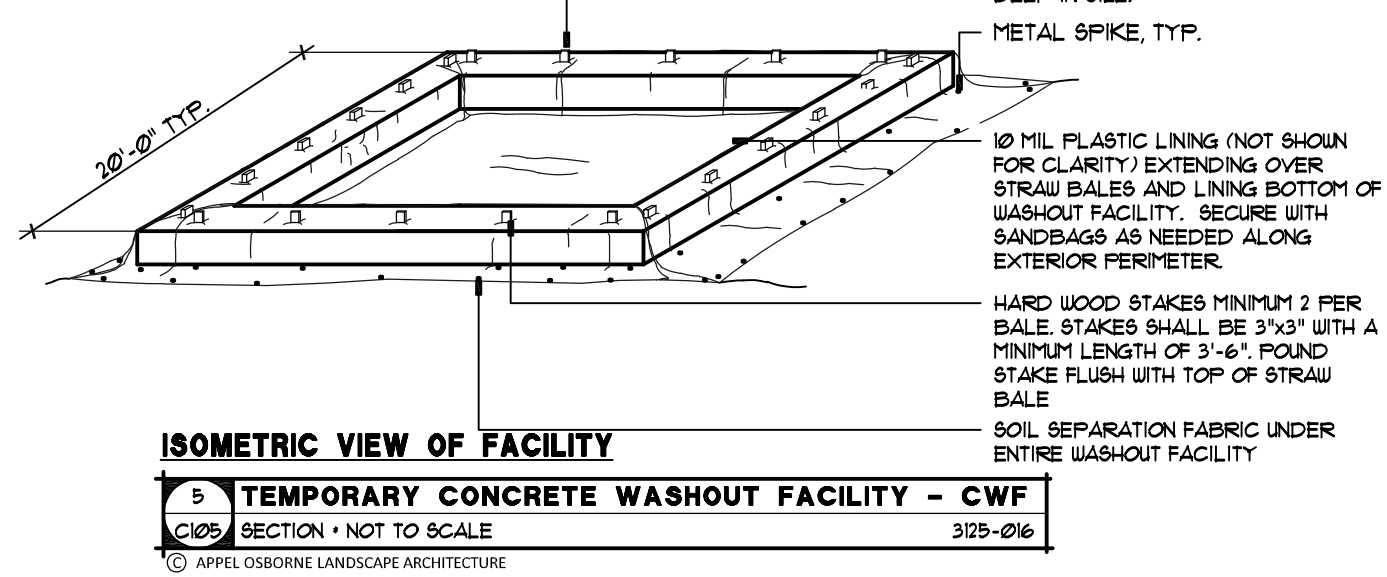 METAL SPIKE, TYP.
20'-0" TYP.
10 MIL PLASTIC LINING (NOT SHOWN
FOR CLARITY) EXTENDING OVER
STRAW BALES AND LINING BOTTOM OF
WASHOUT FACILITY. SECURE WITH
SANDBAGS AS NEEDED ALONG
EXTERIOR PERIMETER.
HARD WOOD STAKES MINIMUM 2 PER
BALE. STAKES SHALL BE 3"x3" WITH A
MINIMUM LENGTH OF 3'-6". POUND
STAKE FLUSH WITH TOP OF STRAW
BALE
SOIL SEPARATION FABRIC UNDER
ENTIRE WASHOUT FACILITY
ISOMETRIC VIEW OF FACILITY
5
TEMPORARY CONCRETE WASHOUT FACILITY - CWF
C105
SECTION * NOT TO SCALE
3125-016
© APPEL OSBORNE LANDSCAPE ARCHITECTURE